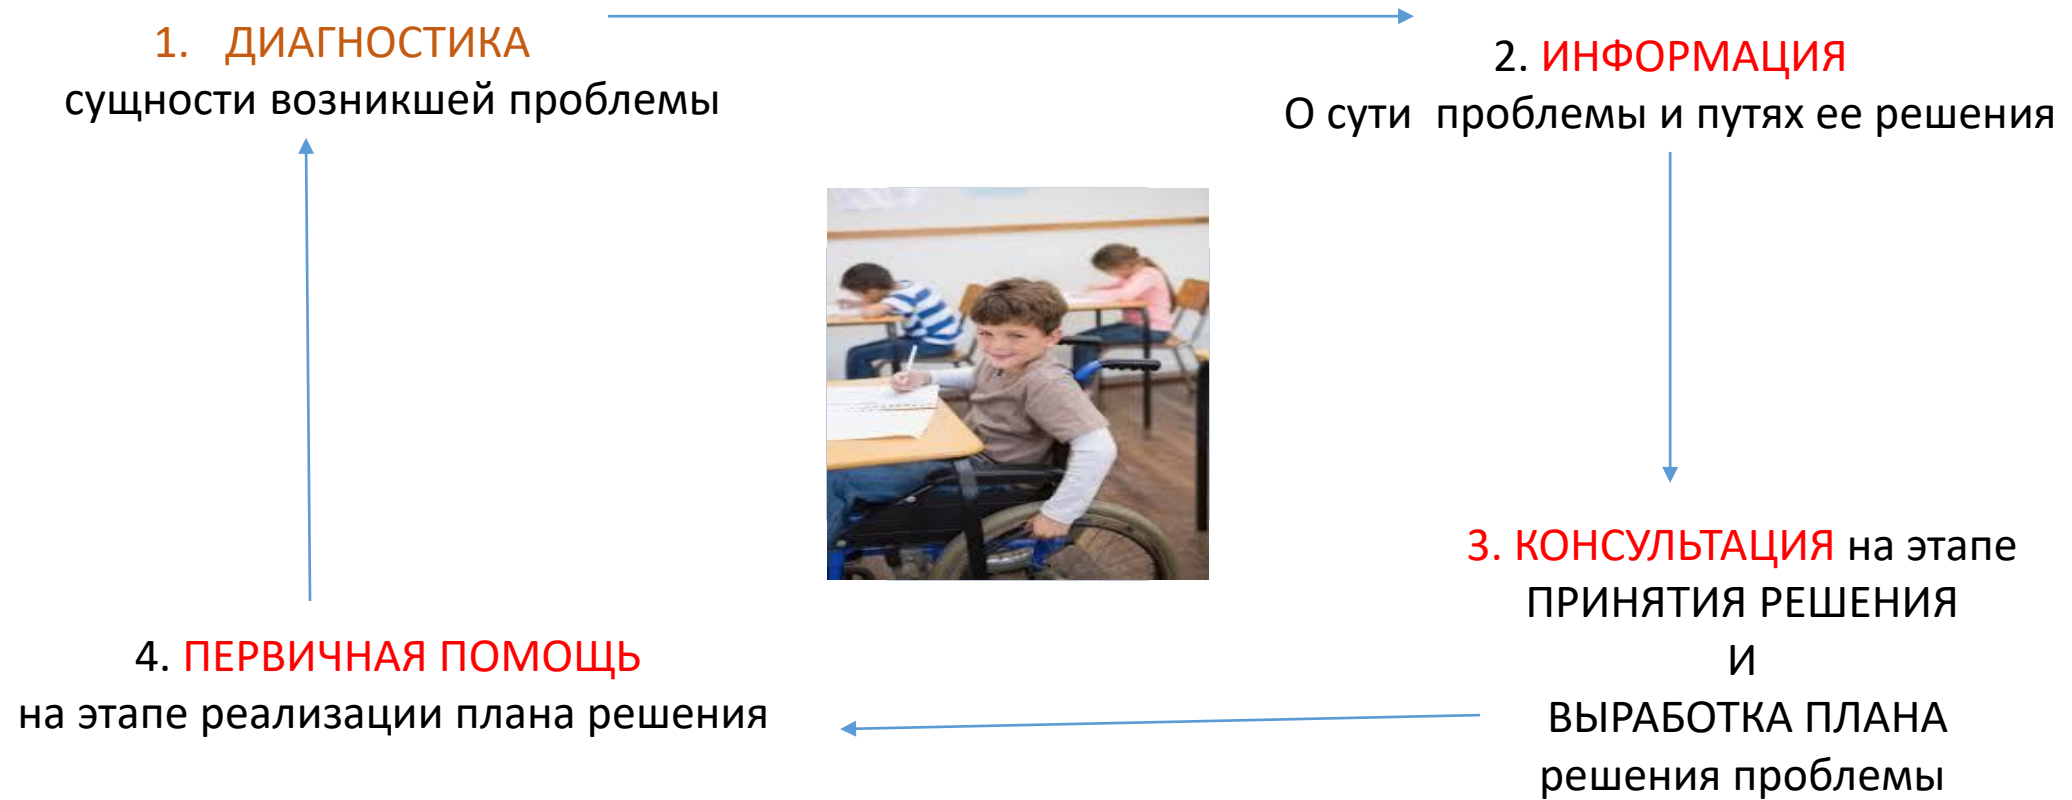 1. ДИАГНОСТИКА
сущности возникшей проблемы
2. ИНФОРМАЦИЯ
О сути проблемы и путях ее решения
3. КОНСУЛЬТАЦИЯ на этапе
ПРИНЯТИЯ РЕШЕНИЯ
И
ВЫРАБОТКА ПЛАНА
решения проблемы
4. ПЕРВИЧНАЯ ПОМОЩЬ
на этапе реализации плана решения